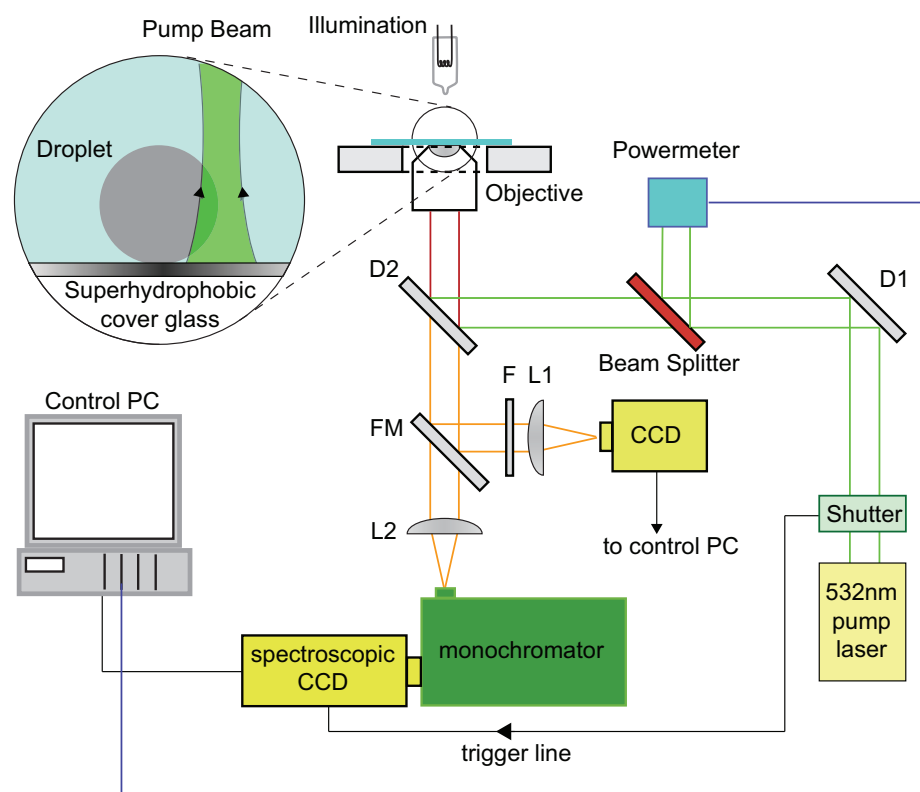 Pump Beam
Illumination
Droplet
Superhydrophobic
cover glass
Objective
Powermeter
D2
D1
Beam Splitter
Control PC
FM
F
L1
CCD
to control PC
L2
Shutter
532nm
pump
laser
monochromator
spectroscopic
CCD
trigger line